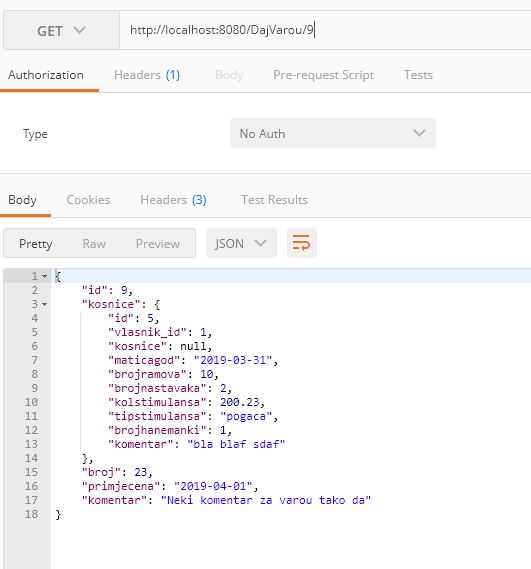 GET http://localhost:8080/DajVarou/9
Authorization Headers (1) Body Pre-request Script Tests
Type No Auth
Body Cookies Headers (3) Test Results
Pretty Raw Preview JSON
1 {
2 "id": 9,
3 "kosnice": {
4 "id": 5,
5 "vlasnik_id": 1,
6 "kosnice": null,
7 "maticagod": "2019-03-31",
8 "brojramova": 10,
9 "brojnastavaka": 2,
10 "kolstimulansa": 200.23,
11 "tipstimulansa": "pogaca",
12 "brojhanemanki": 1,
13 "komentar": "bla blaf sdaf"
14 },
15 "broj": 23,
16 "primjecena": "2019-04-01",
17 "komentar": "Neki komentar za varou tako da"
18 }